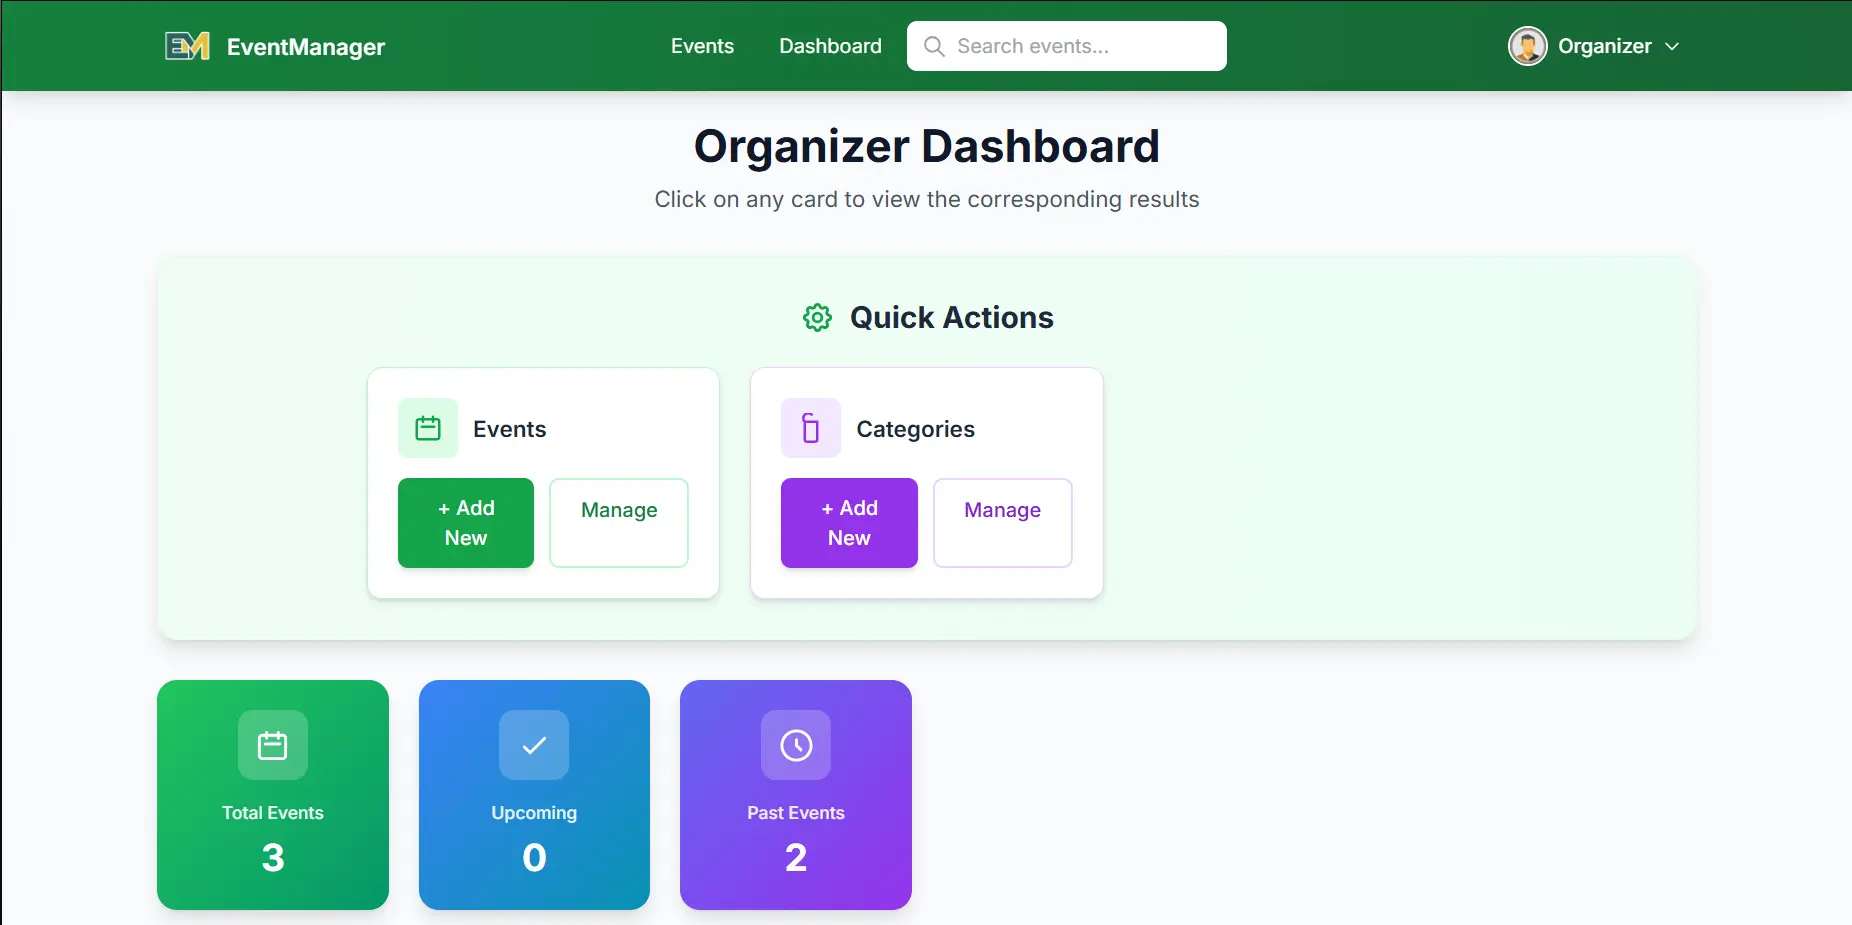 EM EventManager
Events
Dashboard
Search events...
Organizer
Organizer Dashboard
Click on any card to view the corresponding results
Quick Actions
Events
+ Add
New
Manage
Categories
+ Add
New
Manage
Total Events
3
Upcoming
0
Past Events
2